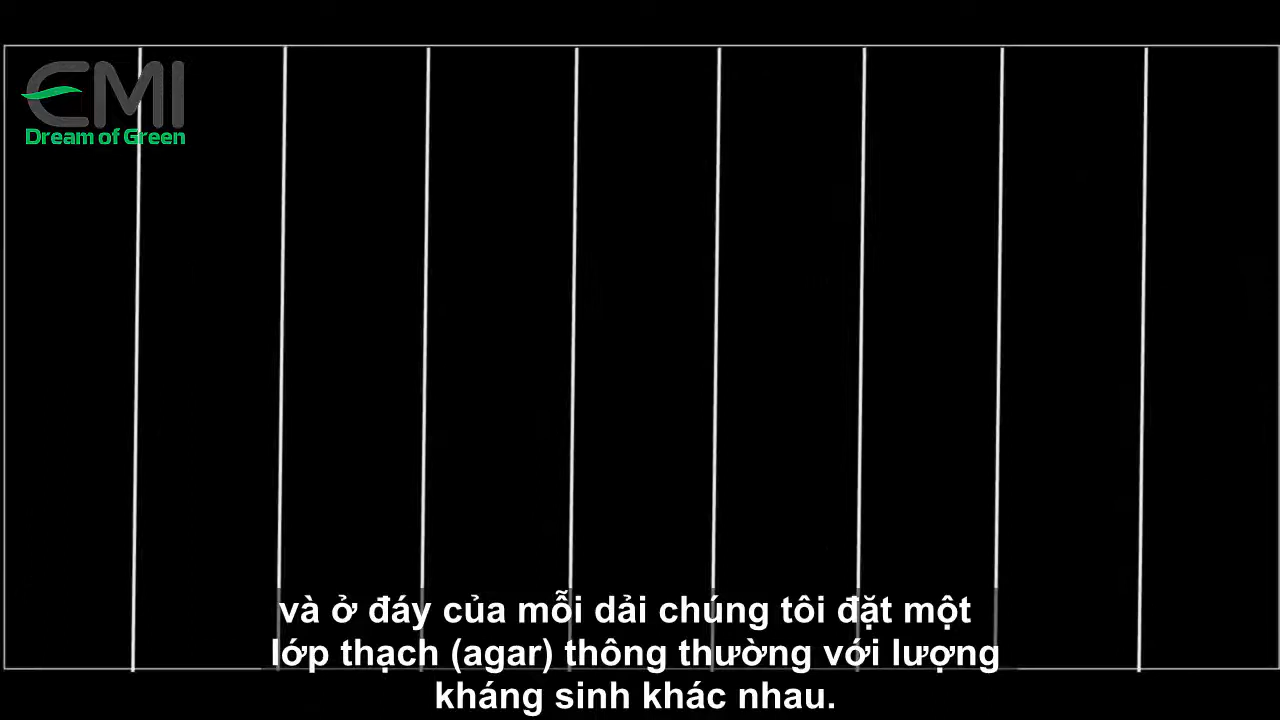 EMI
Dream of Green
và ở đáy của mỗi dải chúng tôi đặt một
lớp thạch (agar) thông thường với lượng
kháng sinh khác nhau.